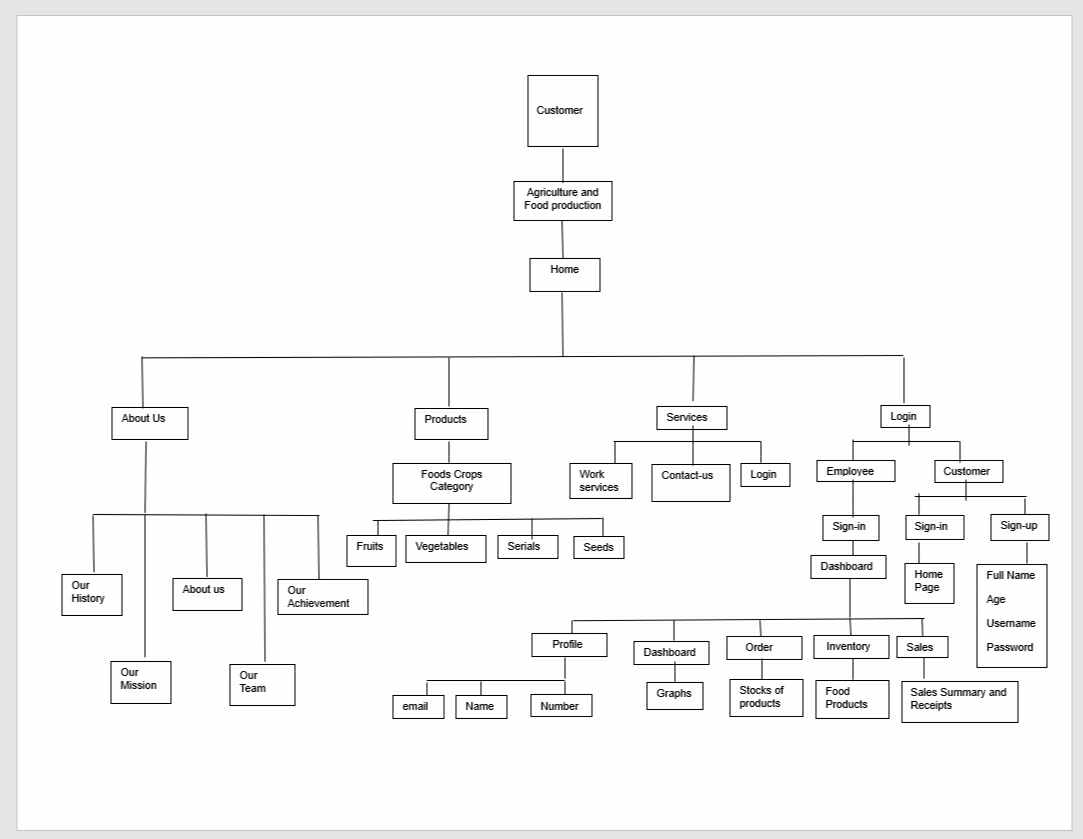 Customer
Agriculture and
Food production
Home
About Us
Products
Services
Login
Foods Crops
Category
Work
services
Contact-us
Login
Employee
Customer
Fruits
Vegetables
Serials
Seeds
Sign-in
Sign-in
Sign-up
Dashboard
Home
Page
Full Name
Age
Username
Password
Our
History
About us
Our
Achievement
Our
Mission
Our
Team
Profile
Dashboard
Order
Inventory
Sales
email
Name
Number
Graphs
Stocks of
products
Food
Products
Sales Summary and
Receipts